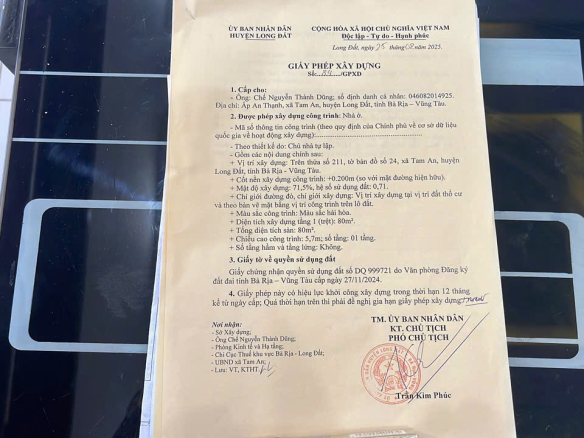 ỦY BAN NHÂN DÂN
HUYỆN LONG ĐẤT
CỘNG HÒA XÃ HỘI CHỦ NGHĨA VIỆT NAM
Độc lập - Tự do - Hạnh phúc
Long Đất, ngày 25 tháng 02 năm 2025
GIẤY PHÉP XÂY DỰNG
Số: /GPXD
1. Cấp cho:
+ Ông: Chế Nguyễn Thành Dũng; số định danh cá nhân: 046082014925.
Địa chỉ: Ấp An Thạnh, xã Tam An, huyện Long Đất, tỉnh Bà Rịa – Vũng Tàu.
2. Được phép xây dựng công trình: Nhà ở.
- Mã số thông tin công trình (theo quy định của Chính phủ về cơ sở dữ liệu
quốc gia về hoạt động xây dựng):
- Theo thiết kế do: Chủ nhà tự lập.
- Gồm các nội dung chính sau:
+ Vị trí xây dựng: Trên thửa số 211, tờ bản đồ số 24, xã Tam An, huyện
Long Đất, tỉnh Bà Rịa - Vũng Tàu.
+ Cốt nền xây dựng công trình: +0.200m (so với mặt đường hiện hữu).
+ Mật độ xây dựng: 71,5%, hệ số sử dụng đất: 0,71.
+ Chỉ giới đường đỏ, chỉ giới xây dựng: Vị trí xây dựng tại vị trí đất thổ cư
và theo bản vẽ mặt bằng vị trí công trình trên lô đất.
+ Màu sắc công trình: Màu sắc hài hòa.
+ Diện tích xây dựng tầng 1 (trệt): 80m².
+ Tổng diện tích sàn: 80m².
+ Chiều cao công trình: 5,7m; số tầng: 01 tầng.
+ Số tầng hầm và tầng lửng: Không.
3. Giấy tờ về quyền sử dụng đất
Giấy chứng nhận quyền sử dụng đất số DQ 999721 do Văn phòng Đăng ký
đất đai tỉnh Bà Rịa – Vũng Tàu cấp ngày 27/11/2024.
4. Giấy phép này có hiệu lực khởi công xây dựng trong thời hạn 12 tháng
kể từ ngày cấp; Quá thời hạn trên thì phải đề nghị gia hạn giấy phép xây dựng.
Nơi nhận:
- Sở Xây dựng;
- Ông Chế Nguyễn Thành Dũng;
- Phòng Kinh tế và Hạ tầng;
- Chi Cục Thuế khu vực Bà Rịa - Long Đất;
- UBND xã Tam An;
- Lưu: VT, KTHT.
TM. ỦY BAN NHÂN DÂN
KT. CHỦ TỊCH
PHÓ CHỦ TỊCH
Trần Kim Phúc